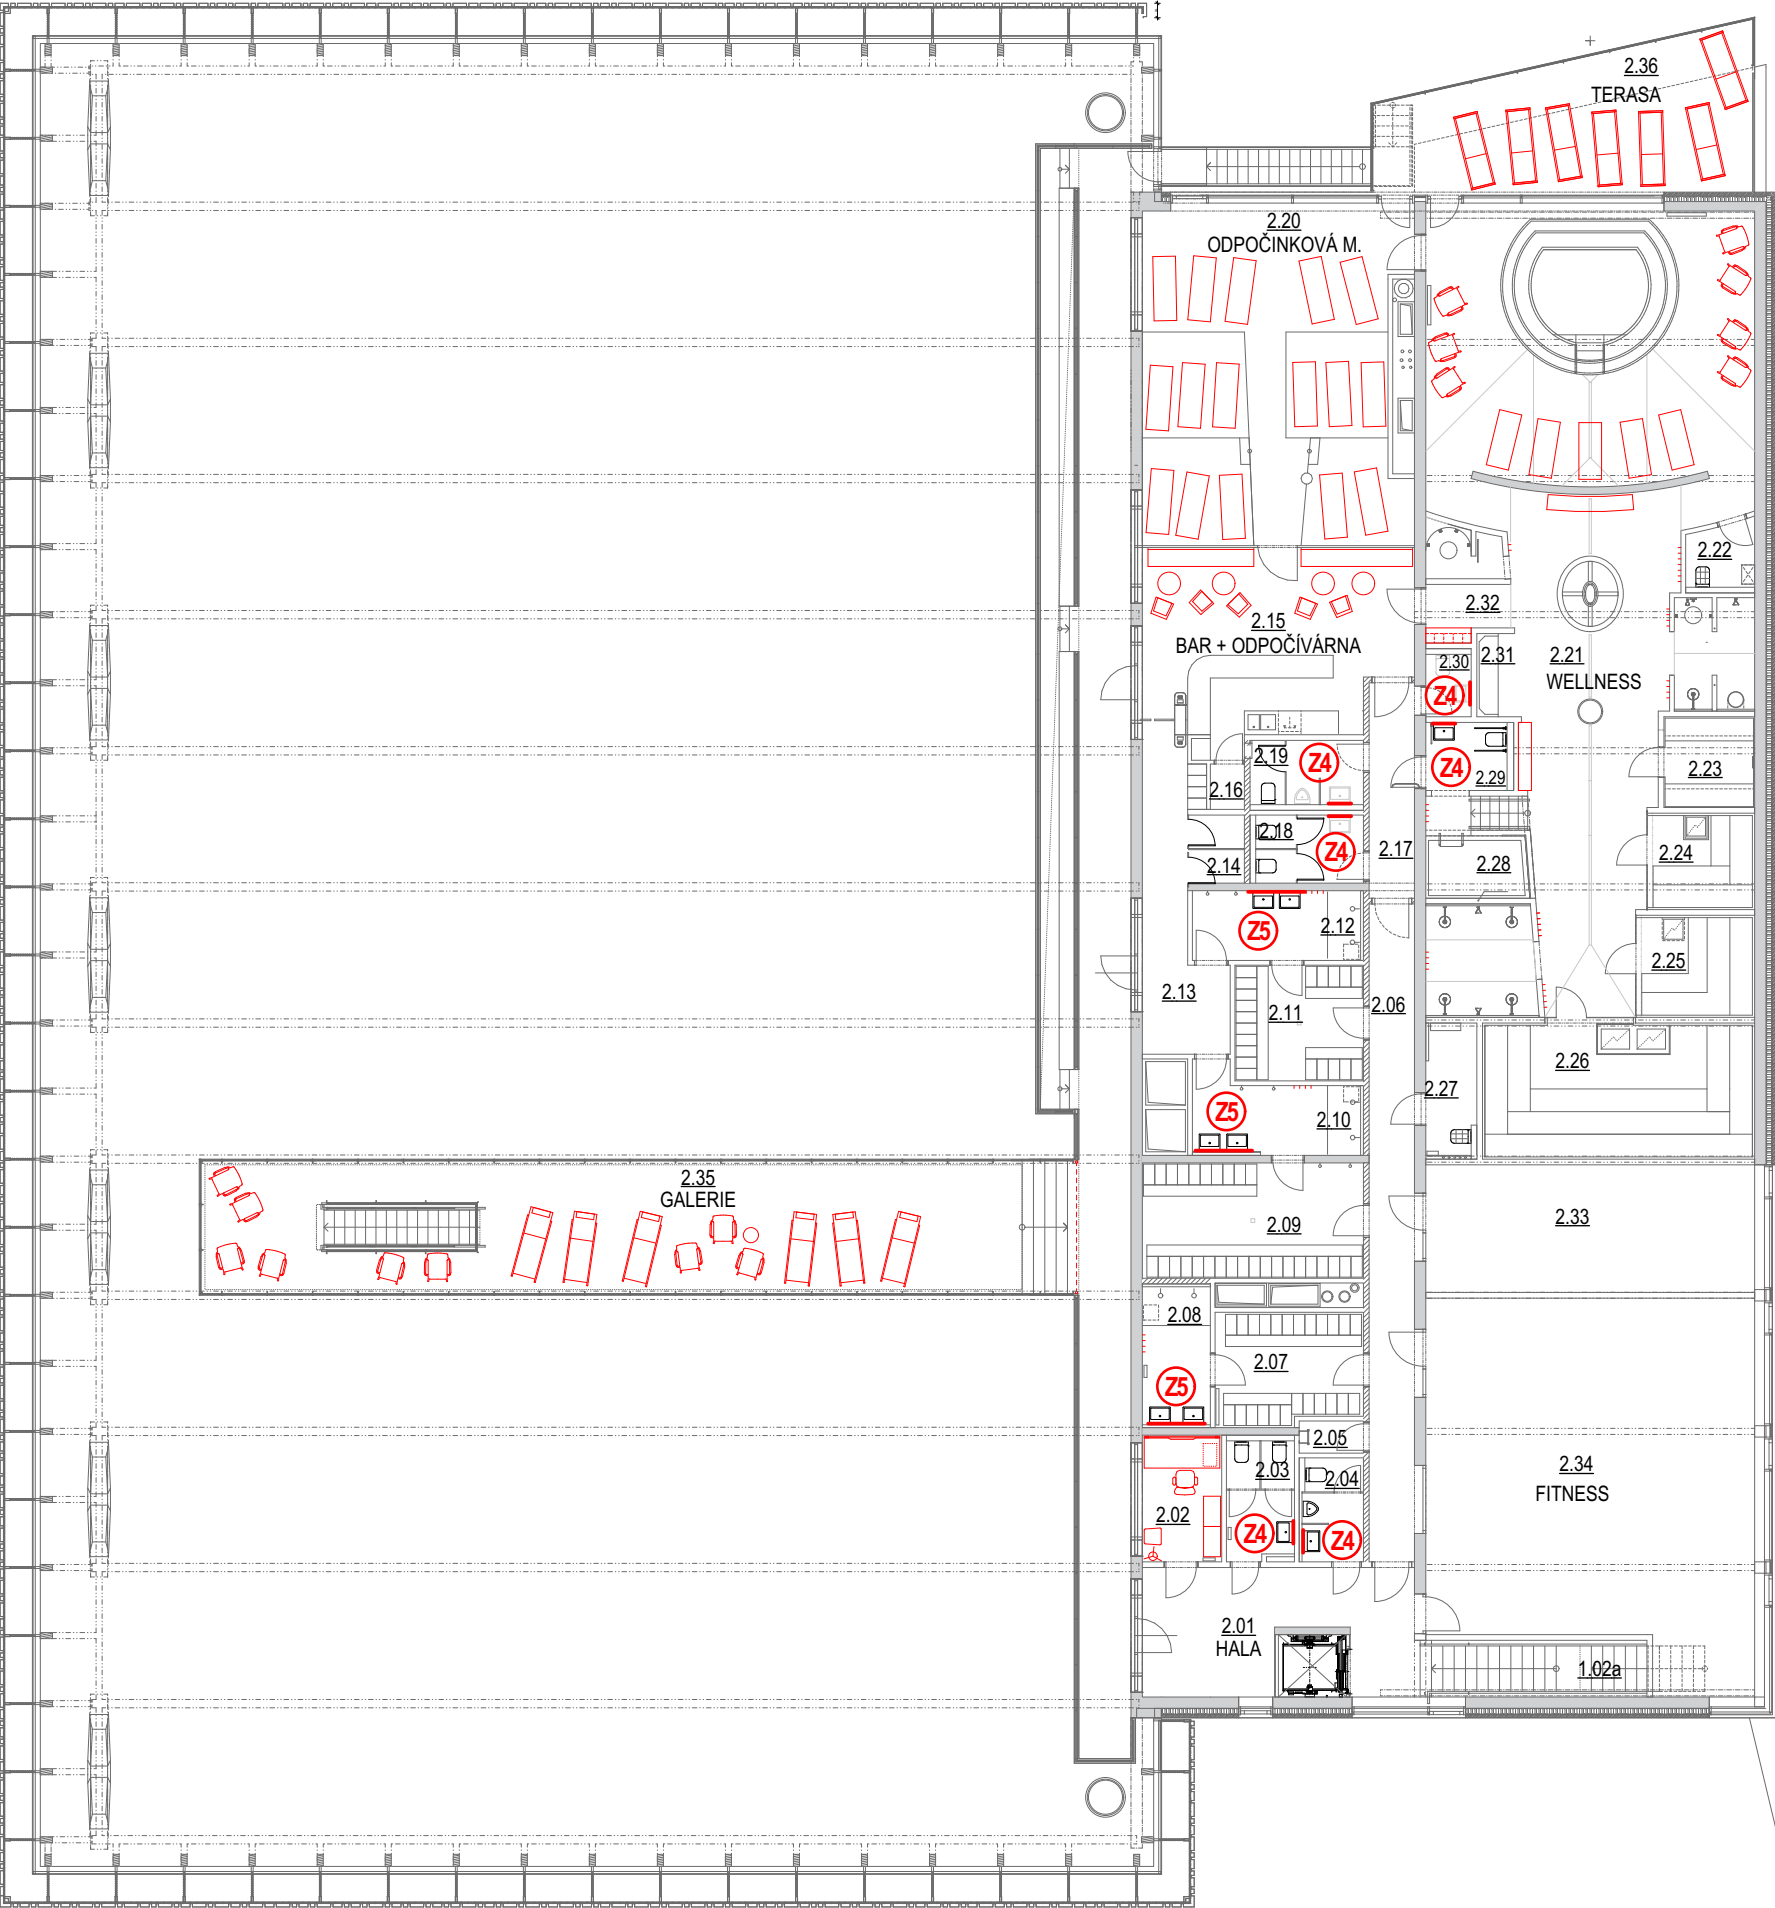 2.36
TERASA
2.20
ODPOČINKOVÁ M.
2.22
2.32
2.15
BAR + ODPOČÍVÁRNA
2.30
2.31
2.21
WELLNESS
Z4
2.19
Z4
Z4
2.29
2.23
2.16
2.18
Z4
2.17
2.14
2.24
2.28
Z5
2.12
2.25
2.13
2.11
2.06
2.26
2.27
Z5
2.10
2.35
GALERIE
2.09
2.33
2.08
2.07
Z5
2.05
2.03
2.04
2.34
FITNESS
2.02
Z4
Z4
2.01
HALA
1.02a